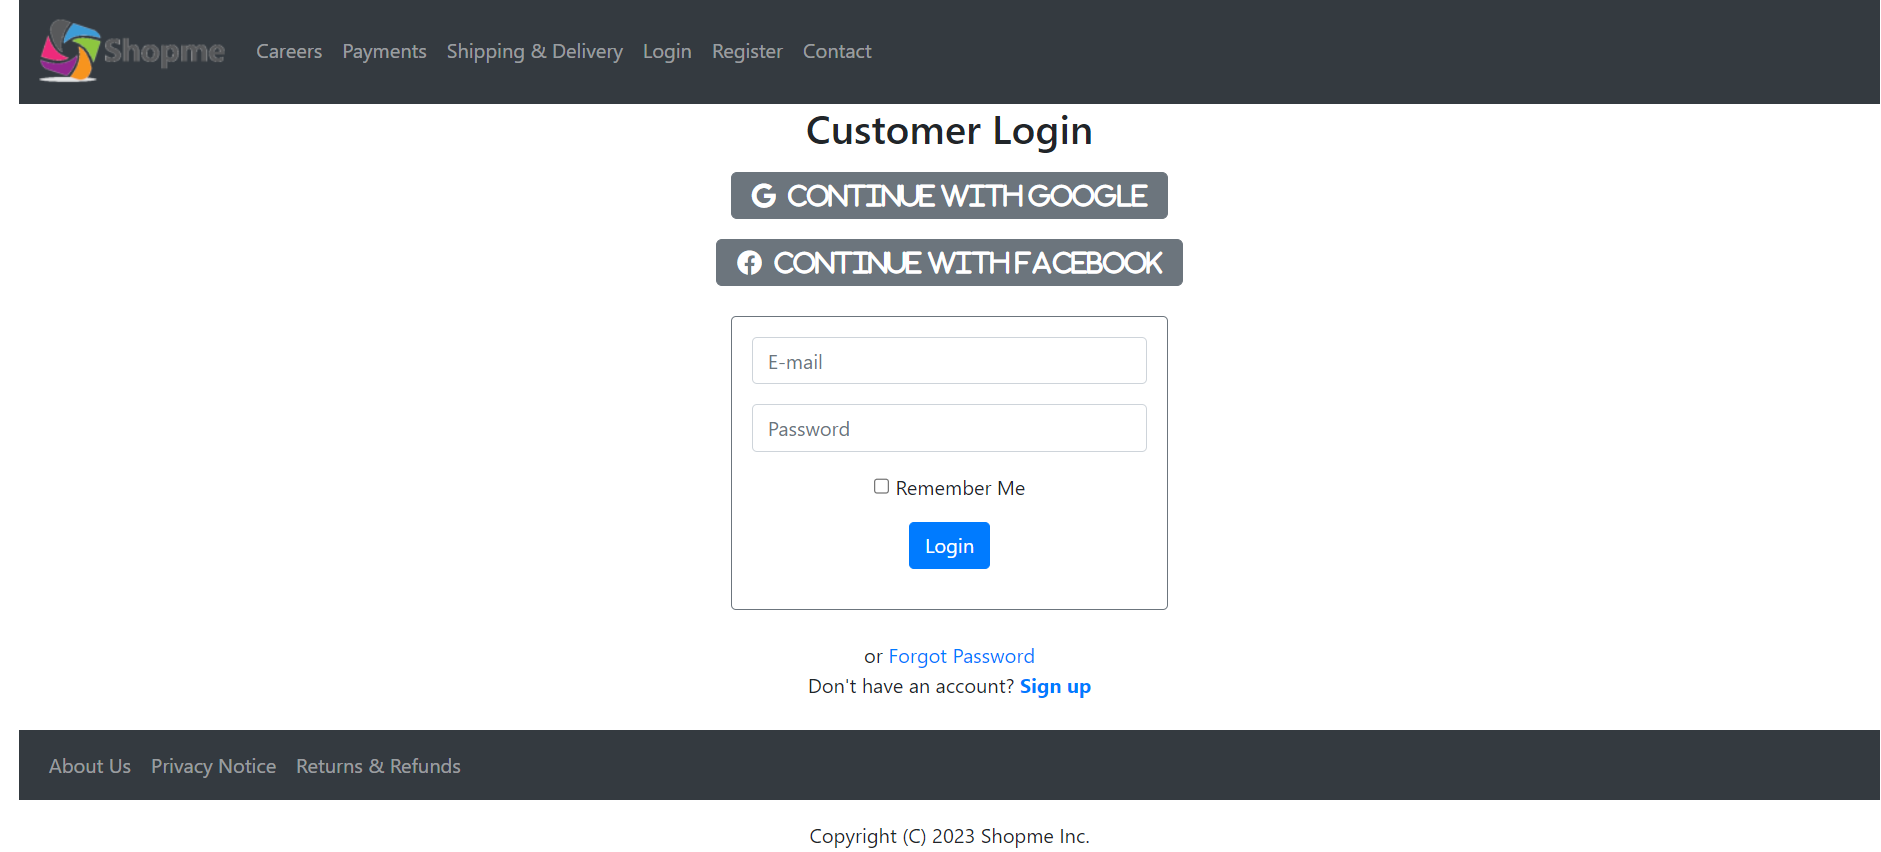 Shopme Careers Payments Shipping & Delivery Login Register Contact
Customer Login
CONTINUE WITH GOOGLE
CONTINUE WITH FACEBOOK
E-mail
Password
Remember Me
Login
or Forgot Password
Don't have an account? Sign up
About Us Privacy Notice Returns & Refunds
Copyright (C) 2023 Shopme Inc.